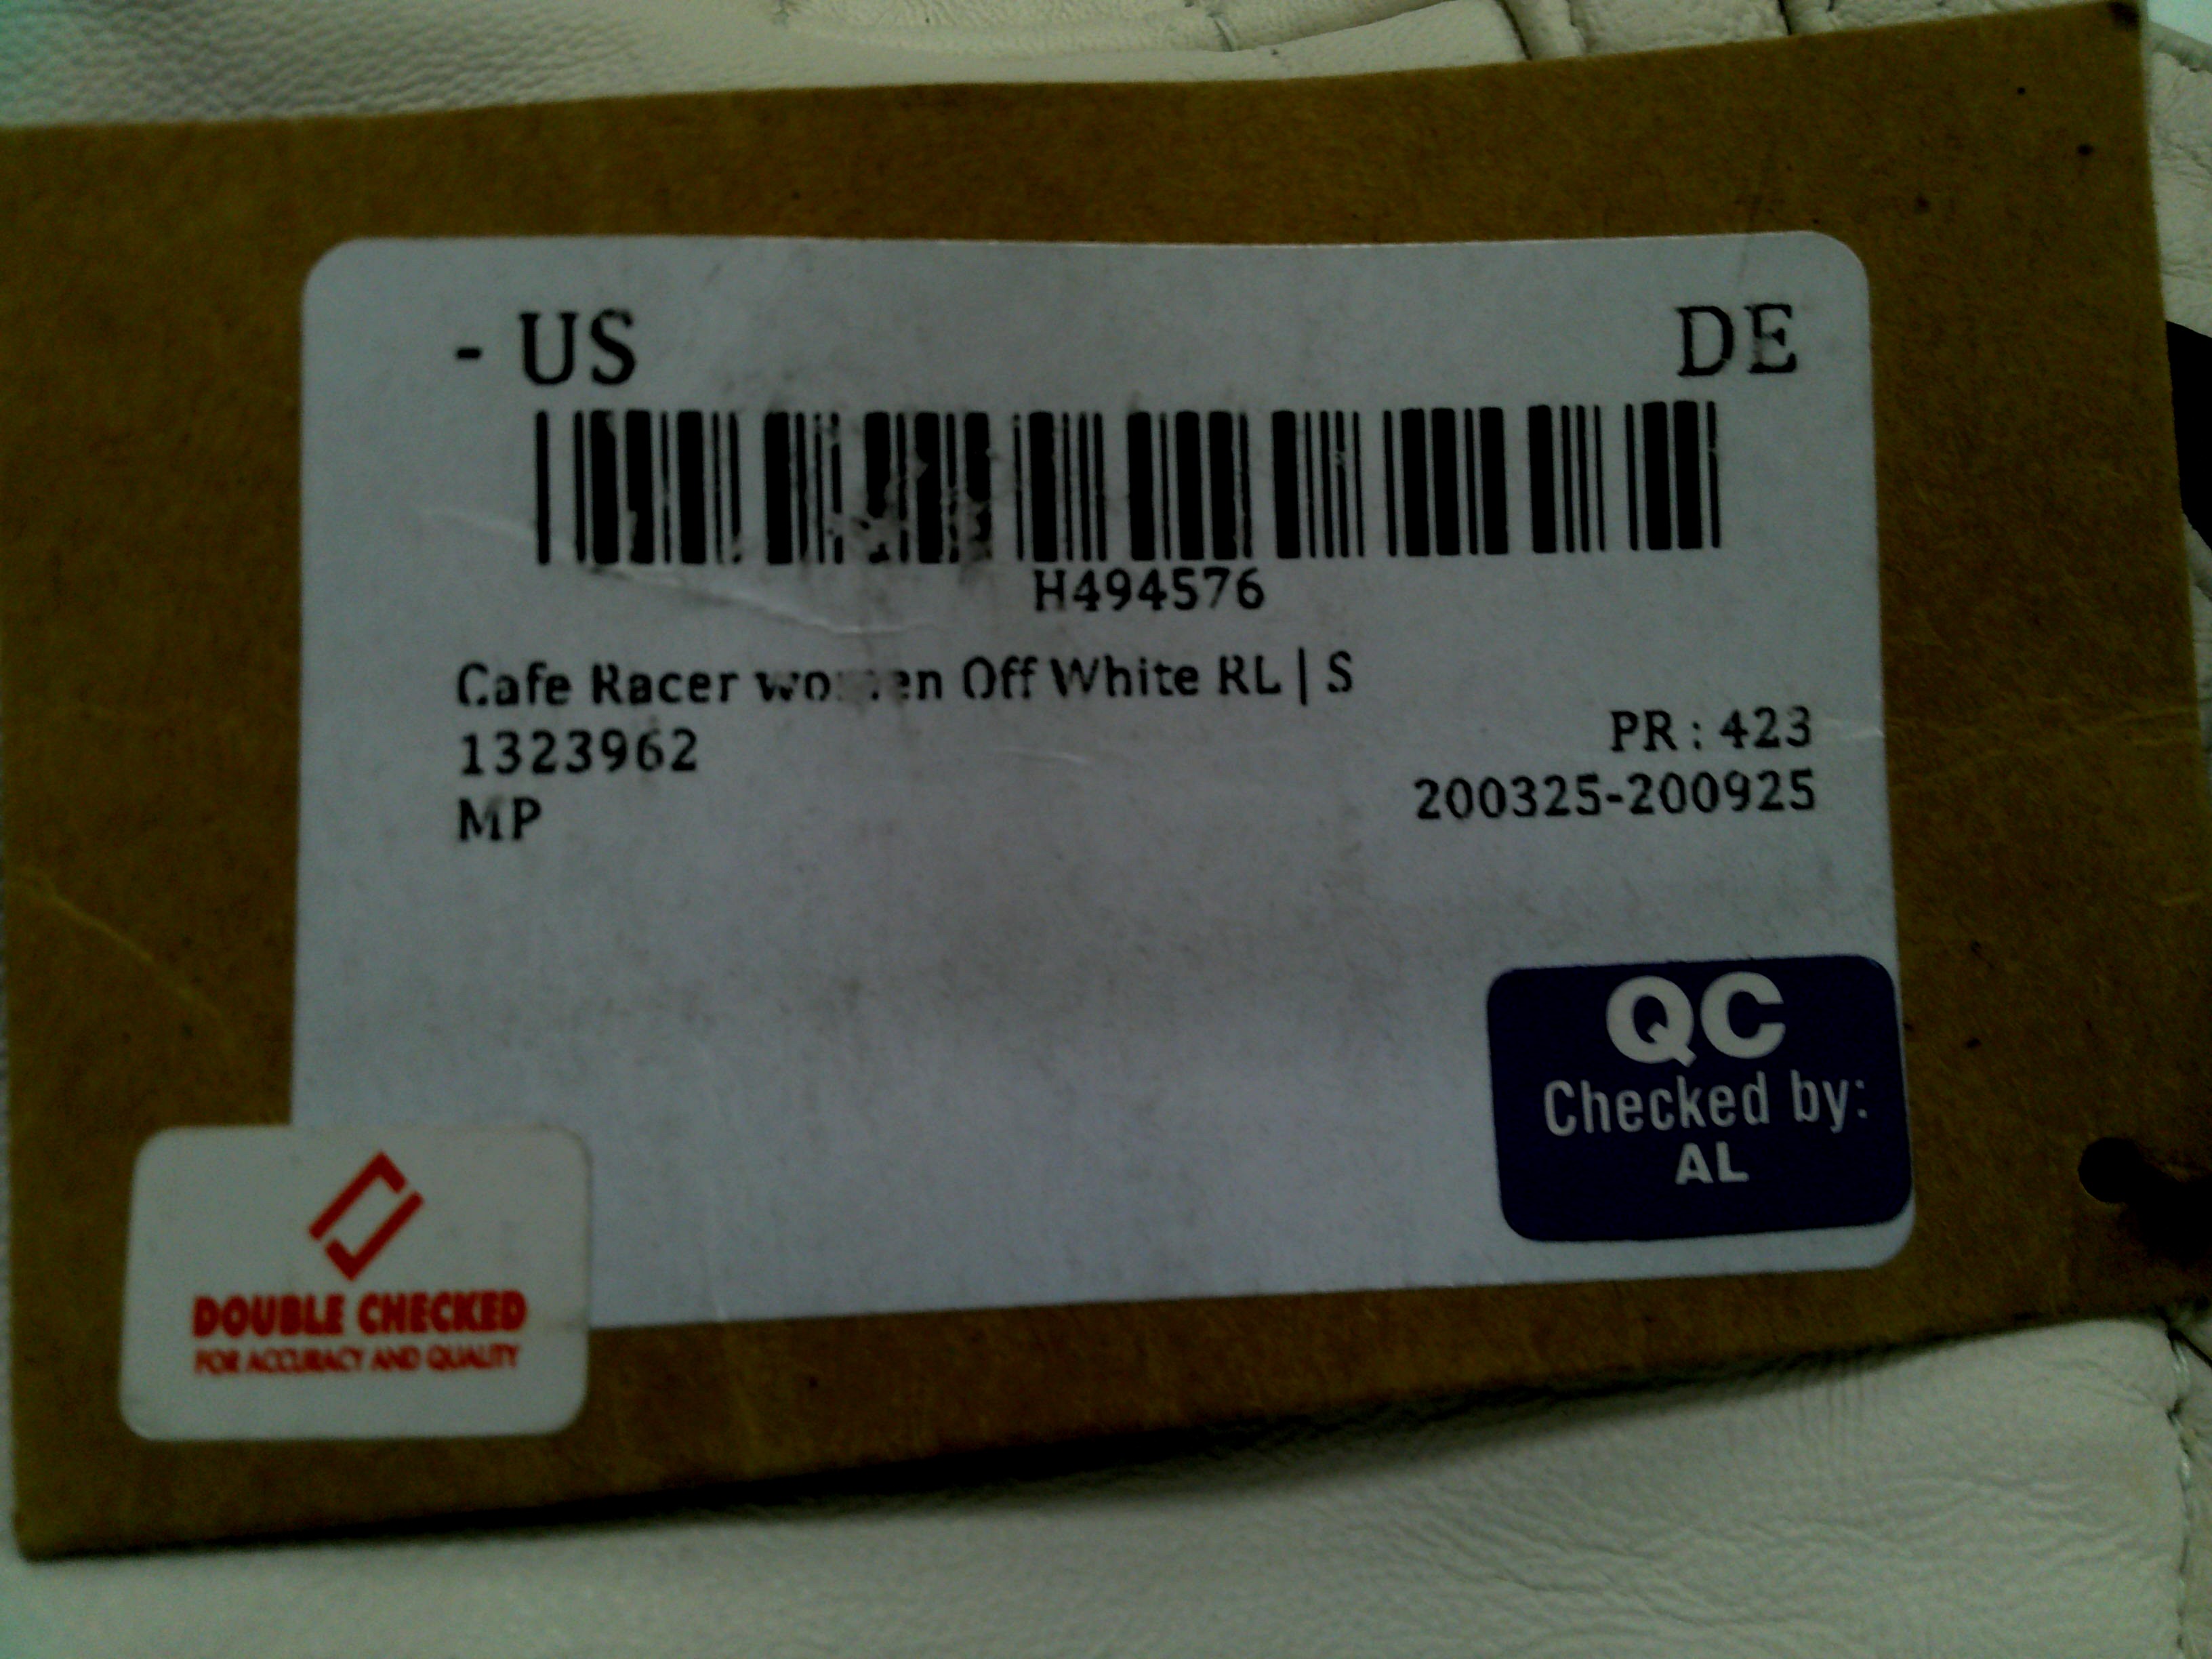 - US DE
H494576
Cafe Racer women Off White RL | S
1323962
PR : 423
MP
200325-200925
QC
Checked by:
AL
DOUBLE CHECKED
FOR ACCURACY AND QUALITY